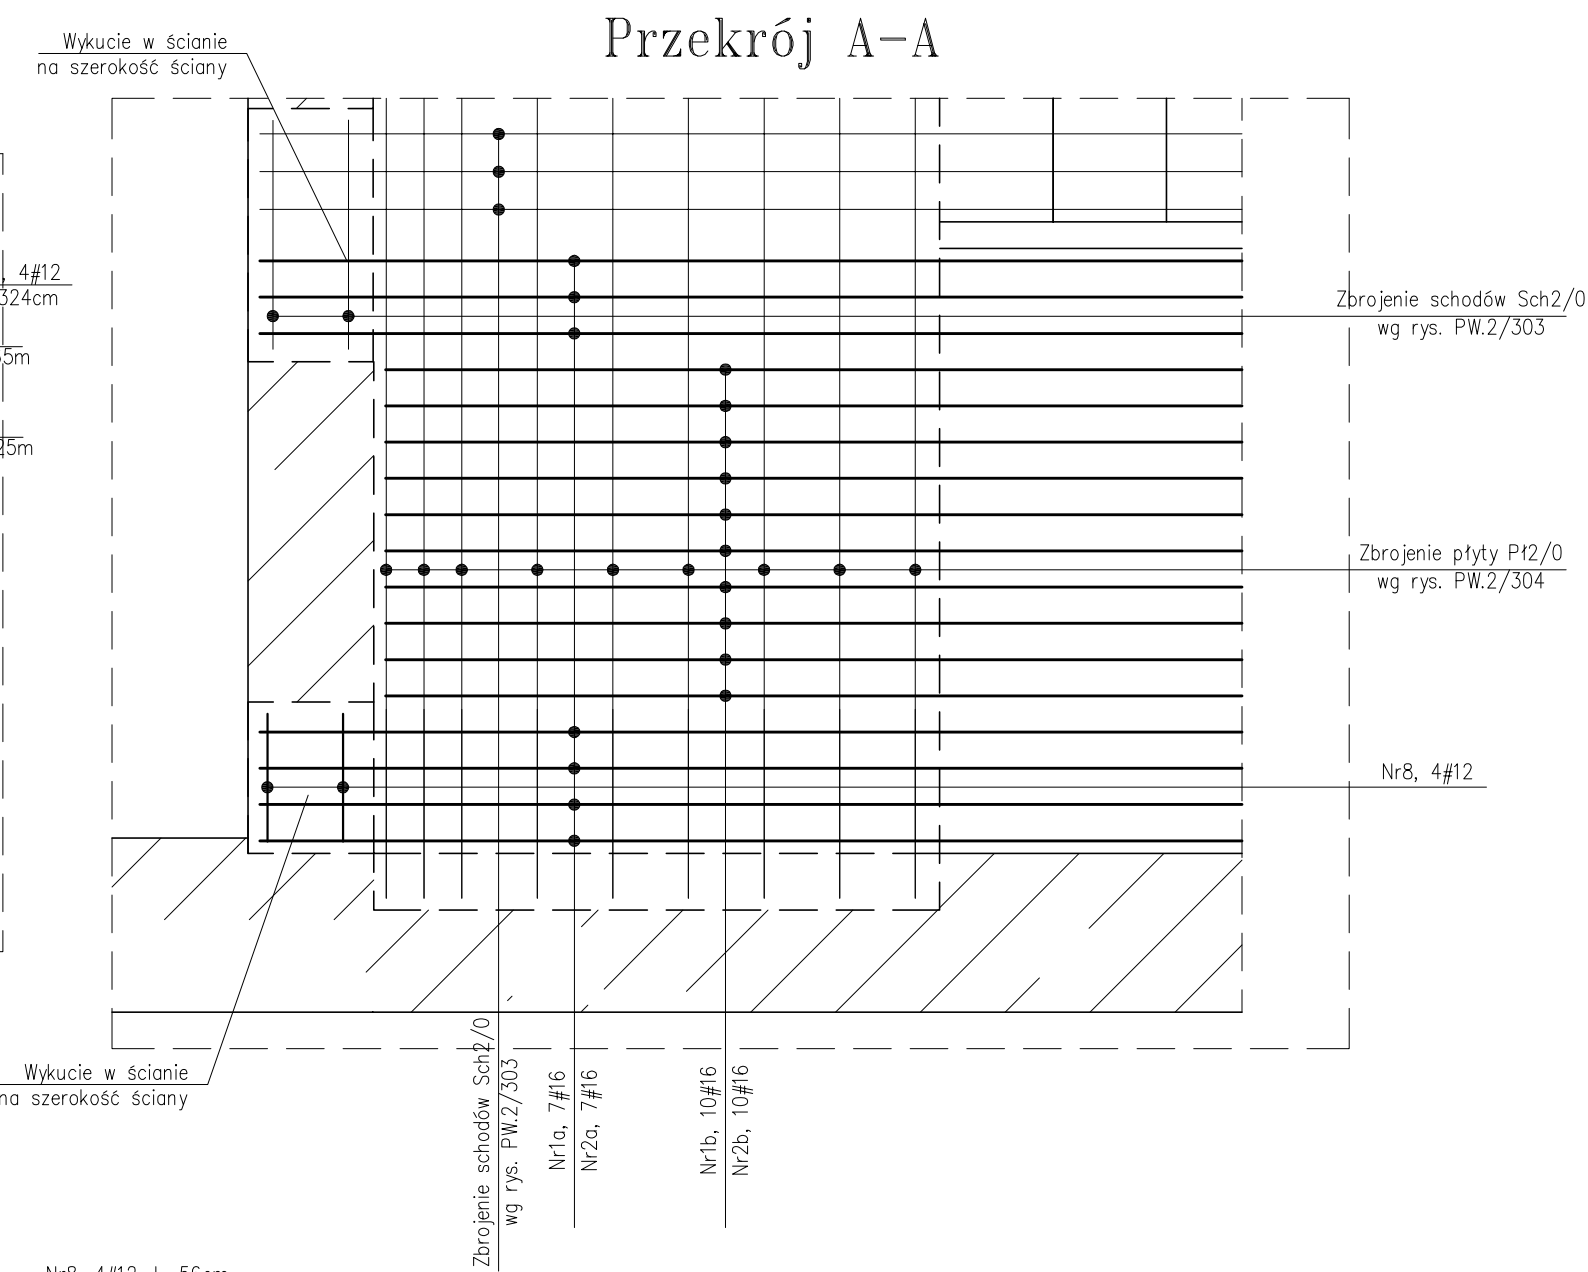 Przekrój A-A
Wykucie w ścianie
na szerokość ściany
, 4#12
324cm
5m
25m
Zbrojenie schodów Sch2/0
wg rys. PW.2/303
Zbrojenie płyty Pł2/0
wg rys. PW.2/304
Nr8, 4#12
Wykucie w ścianie
na szerokość ściany
Zbrojenie schodów Sch2/0
wg rys. PW.2/303
Nr1a, 7#16
Nr2a, 7#16
Nr1b, 10#16
Nr2b, 10#16